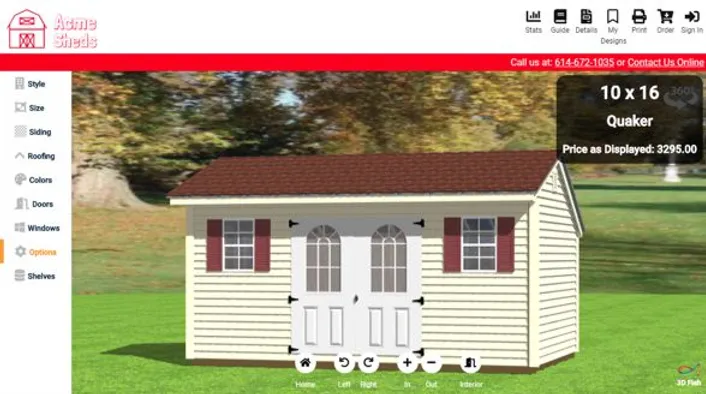 Acme
Sheds
Stats
Guide
Details
My
Designs
Print
Order
Sign In
Call us at: 614-672-1035 or Contact Us Online
Style
Size
Siding
Roofing
Colors
Doors
Windows
Options
Shelves
360°
10 x 16
Quaker
Price as Displayed: 3295.00
Home
Left
Right
In
Out
Interior
3D Fish